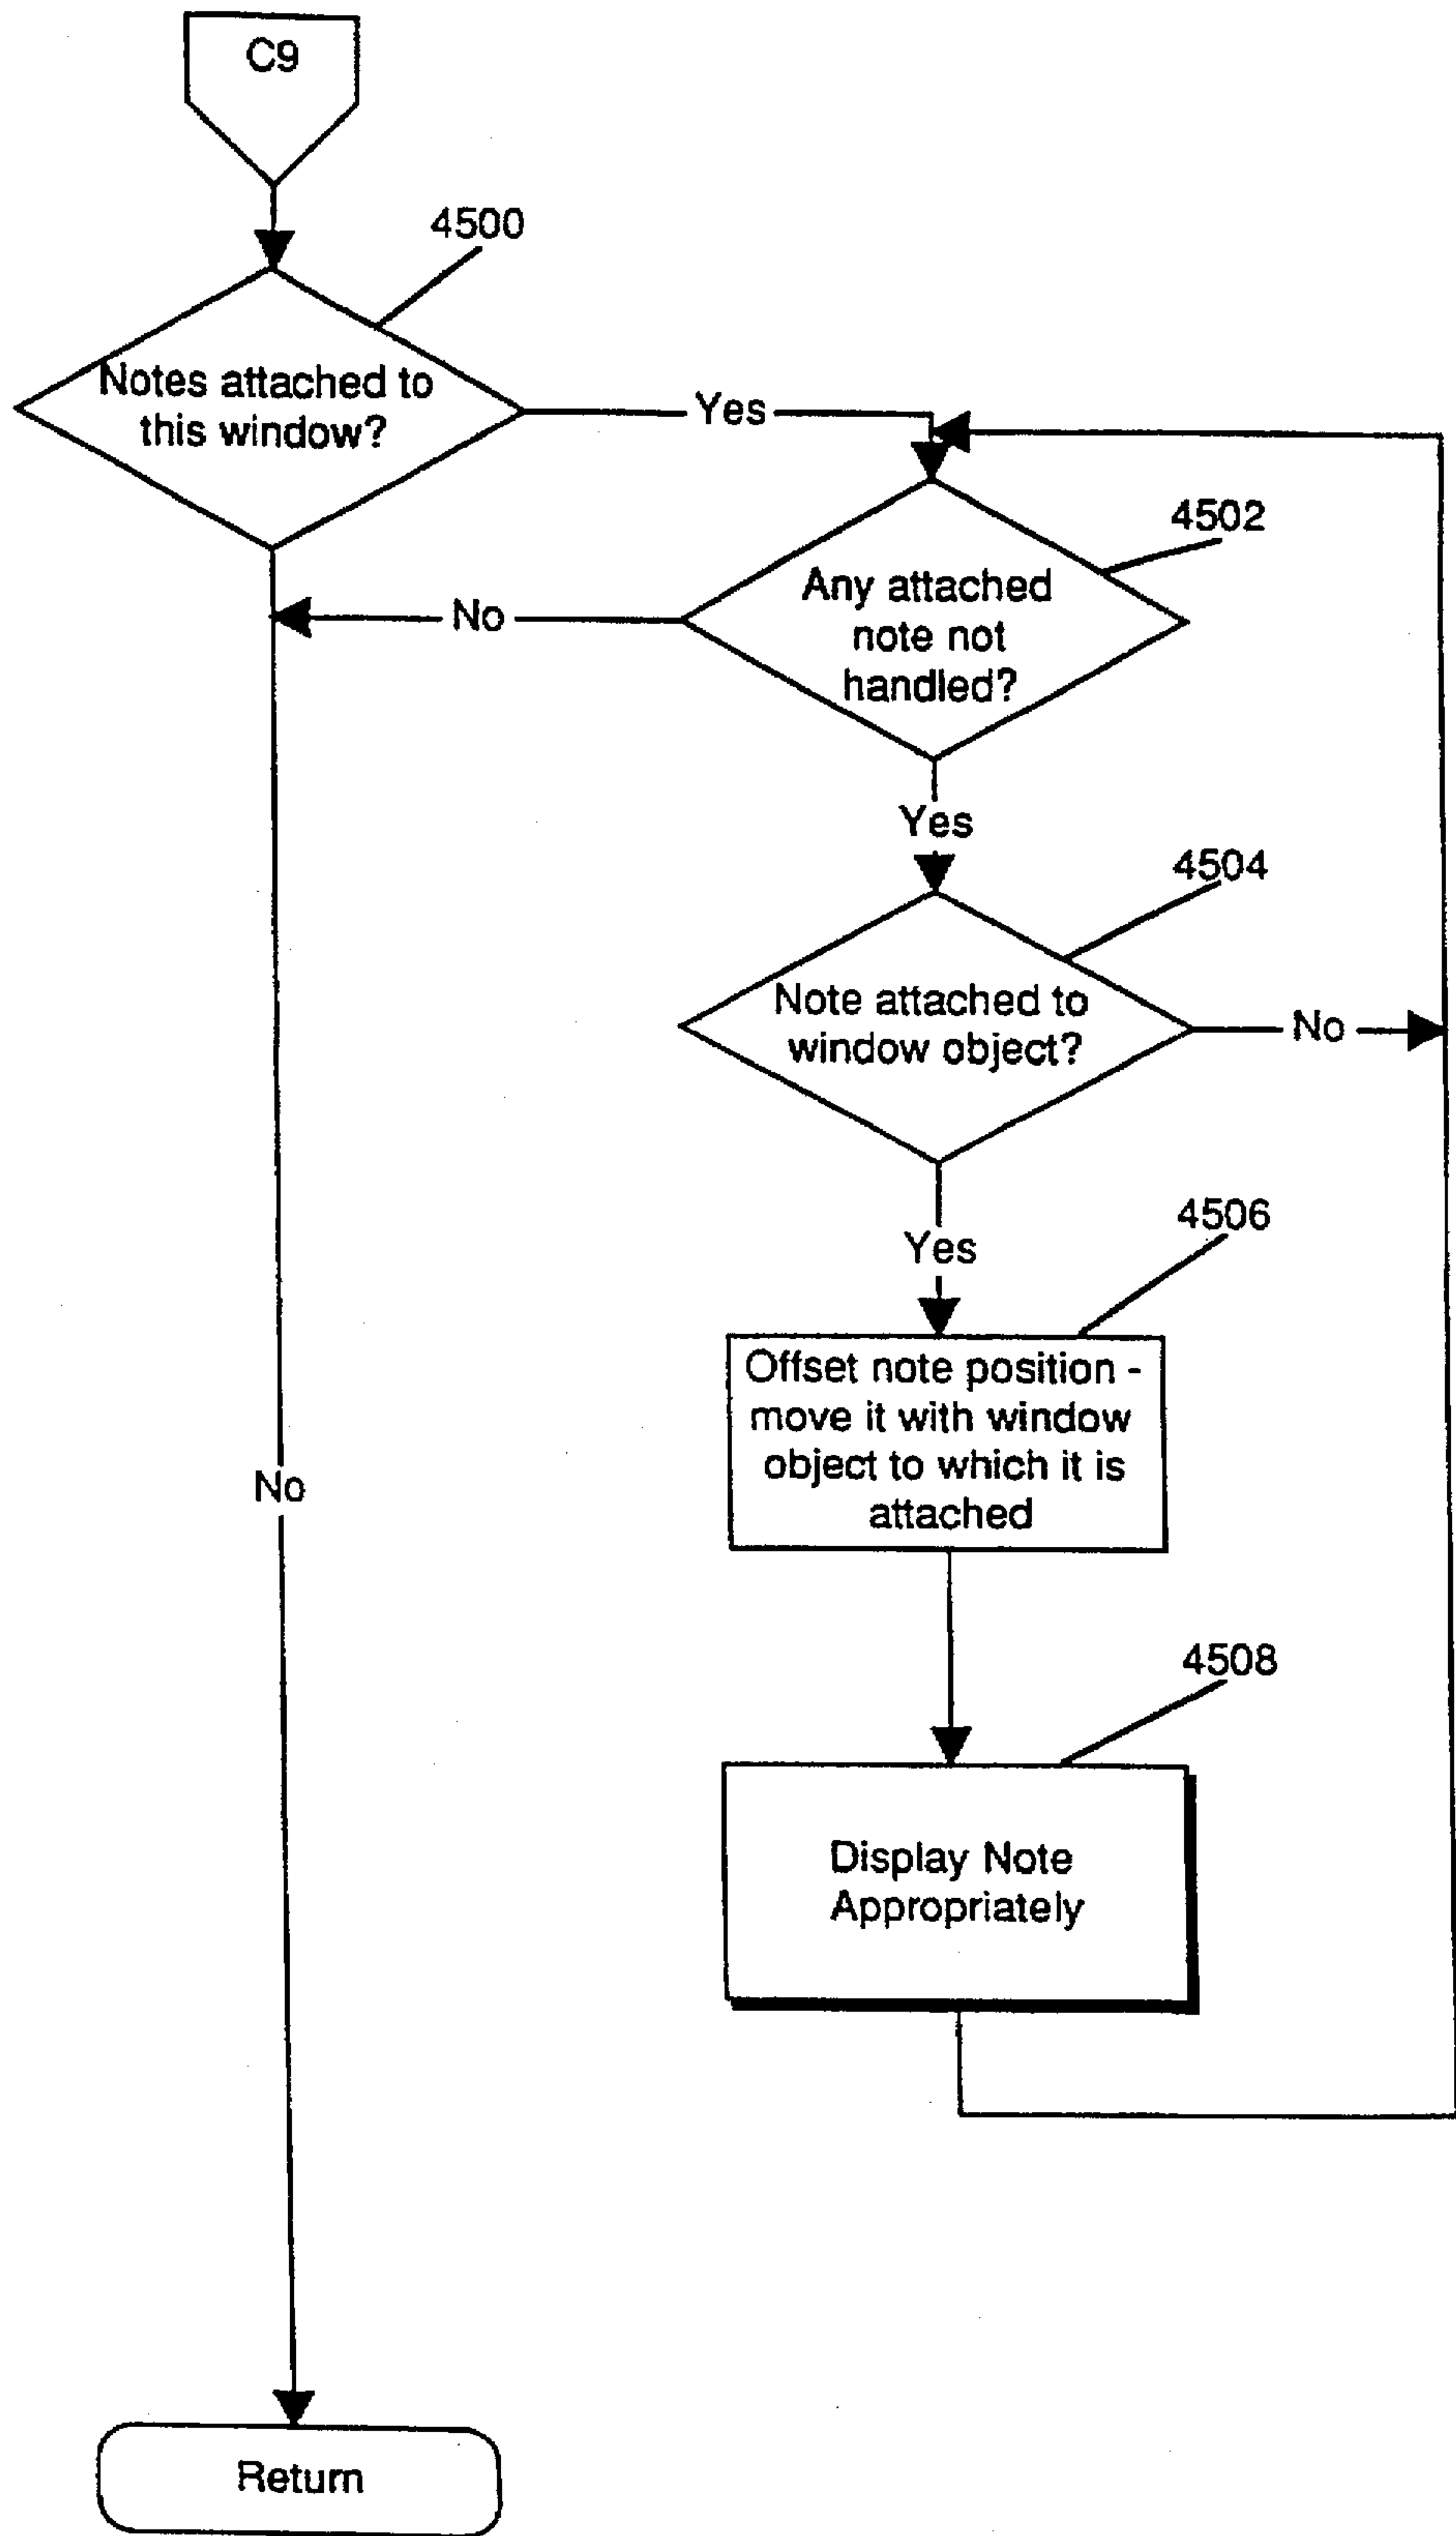 C9
4500
Notes attached to
this window?
Yes
4502
Any attached
note not
handled?
No
Yes
4504
Note attached to
window object?
No
Yes
4506
Offset note position -
move it with window
object to which it is
attached
No
4508
Display Note
Appropriately
Return